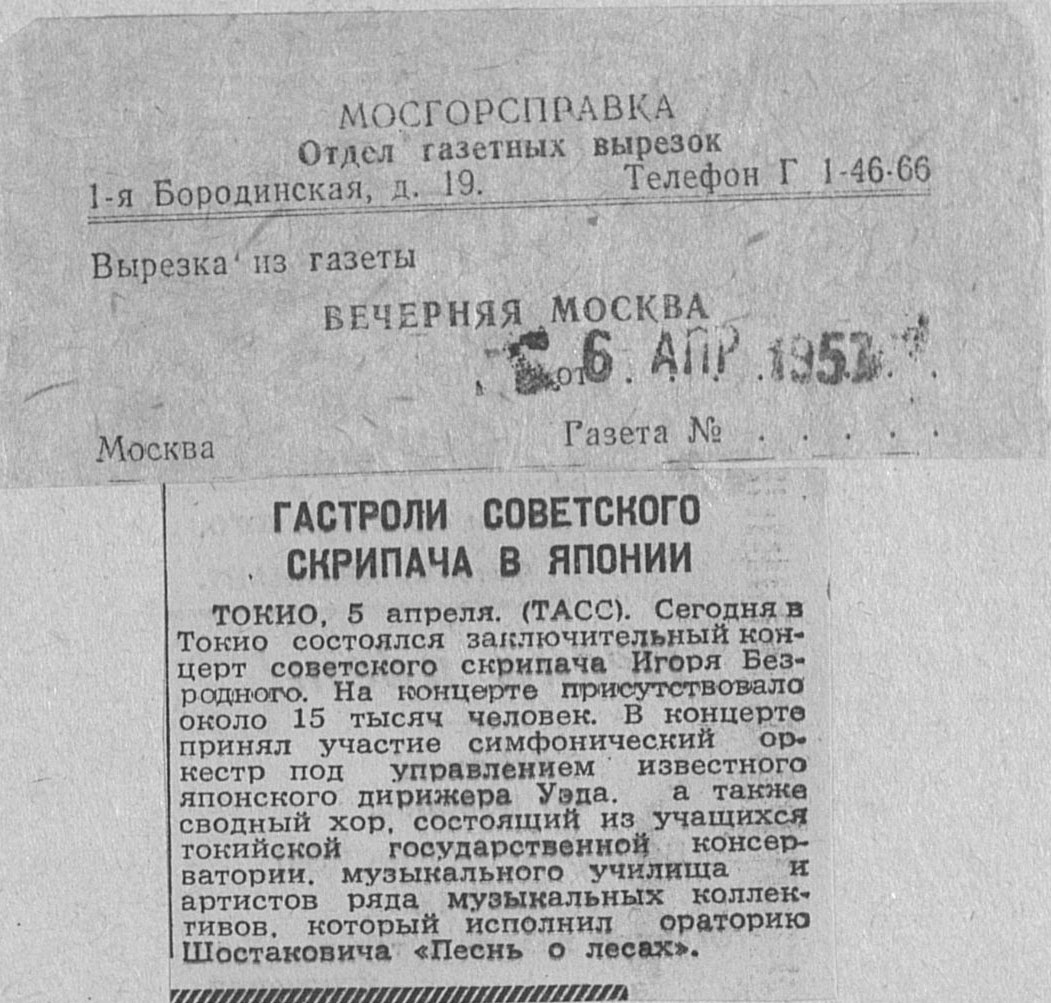 МОСГОРСПРАВКА
Отдел газетных вырезок
1-я Бородинская, д. 19. Телефон Г 1-46-66
Вырезка из газеты
ВЕЧЕРНЯЯ МОСКВА
от 6 АПР 195
Москва Газета № . . . . .
ГАСТРОЛИ СОВЕТСКОГО
СКРИПАЧА В ЯПОНИИ
ТОКИО, 5 апреля. (ТАСС). Сегодня в
Токио состоялся заключительный кон-
церт советского скрипача Игоря Без-
родного. На концерте присутствовало
около 15 тысяч человек. В концерте
принял участие симфонический ор-
кестр под управлением известного
японского дирижера Уэда, а также
сводный хор, состоящий из учащихся
токийской государственной консер-
ватории, музыкального училища и
артистов ряда музыкальных коллек-
тивов, который исполнил ораторию
Шостаковича «Песнь о лесах».